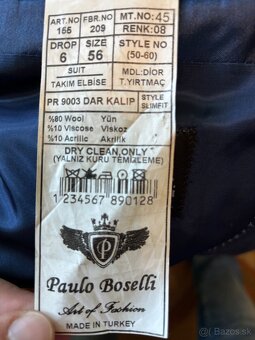 ART.NO FBR.NO MT.NO:45
155 209 RENK:08
DROP SIZE STYLE NO
6 56 (50-60)
SUIT MDL:DİOR
TAKIM ELBİSE T.YIRTMAÇ
PR 9003 DAR KALIP STYLE SLIMFIT
%80 Wool Yün
%10 Viscose Viskoz
%10 Acrilic Akrilik
DRY CLEAN ONLY
(YALNIZ KURU TEMİZLEME)
1 234567 890128
P
Paulo Boselli
Art of Fashion
MADE IN TURKEY
Bazos.sk